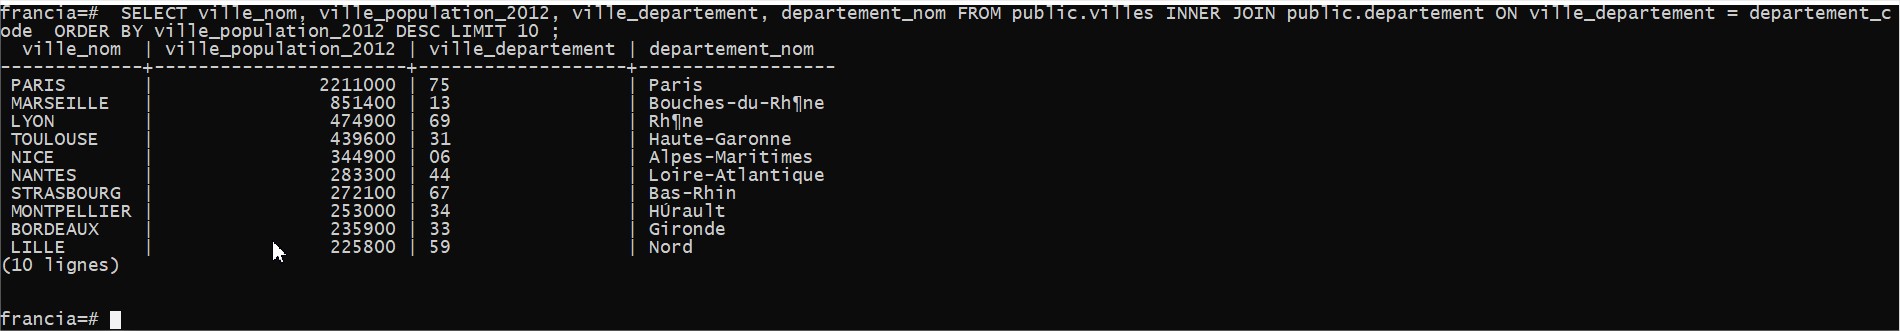 francia=#  SELECT ville_nom, ville_population_2012, ville_departement, departement_nom FROM public.villes INNER JOIN public.departement ON ville_departement = departement_c
ode  ORDER BY ville_population_2012 DESC LIMIT 10 ;
  ville_nom  | ville_population_2012 | ville_departement | departement_nom
-------------+-----------------------+-------------------+------------------
 PARIS       |               2211000 | 75                | Paris
 MARSEILLE   |                851400 | 13                | Bouches-du-Rh¶ne
 LYON        |                474900 | 69                | Rh¶ne
 TOULOUSE    |                439600 | 31                | Haute-Garonne
 NICE        |                344900 | 06                | Alpes-Maritimes
 NANTES      |                283300 | 44                | Loire-Atlantique
 STRASBOURG  |                272100 | 67                | Bas-Rhin
 MONTPELLIER |                253000 | 34                | HÚrault
 BORDEAUX    |                235900 | 33                | Gironde
 LILLE       |                225800 | 59                | Nord
(10 lignes)
francia=#